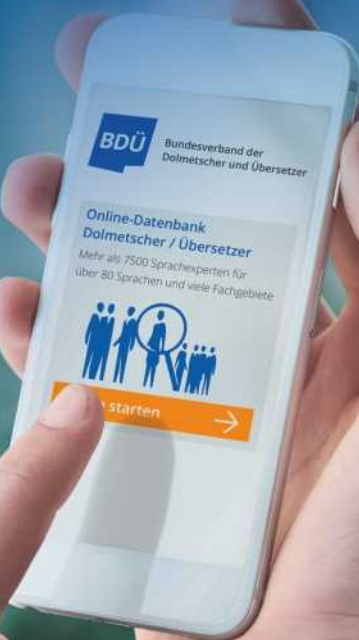 BDÜ
Bundesverband der
Dolmetscher und Übersetzer
Online-Datenbank
Dolmetscher / Übersetzer
Mehr als 7500 Sprachexperten für
über 80 Sprachen und viele Fachgebiete
starten